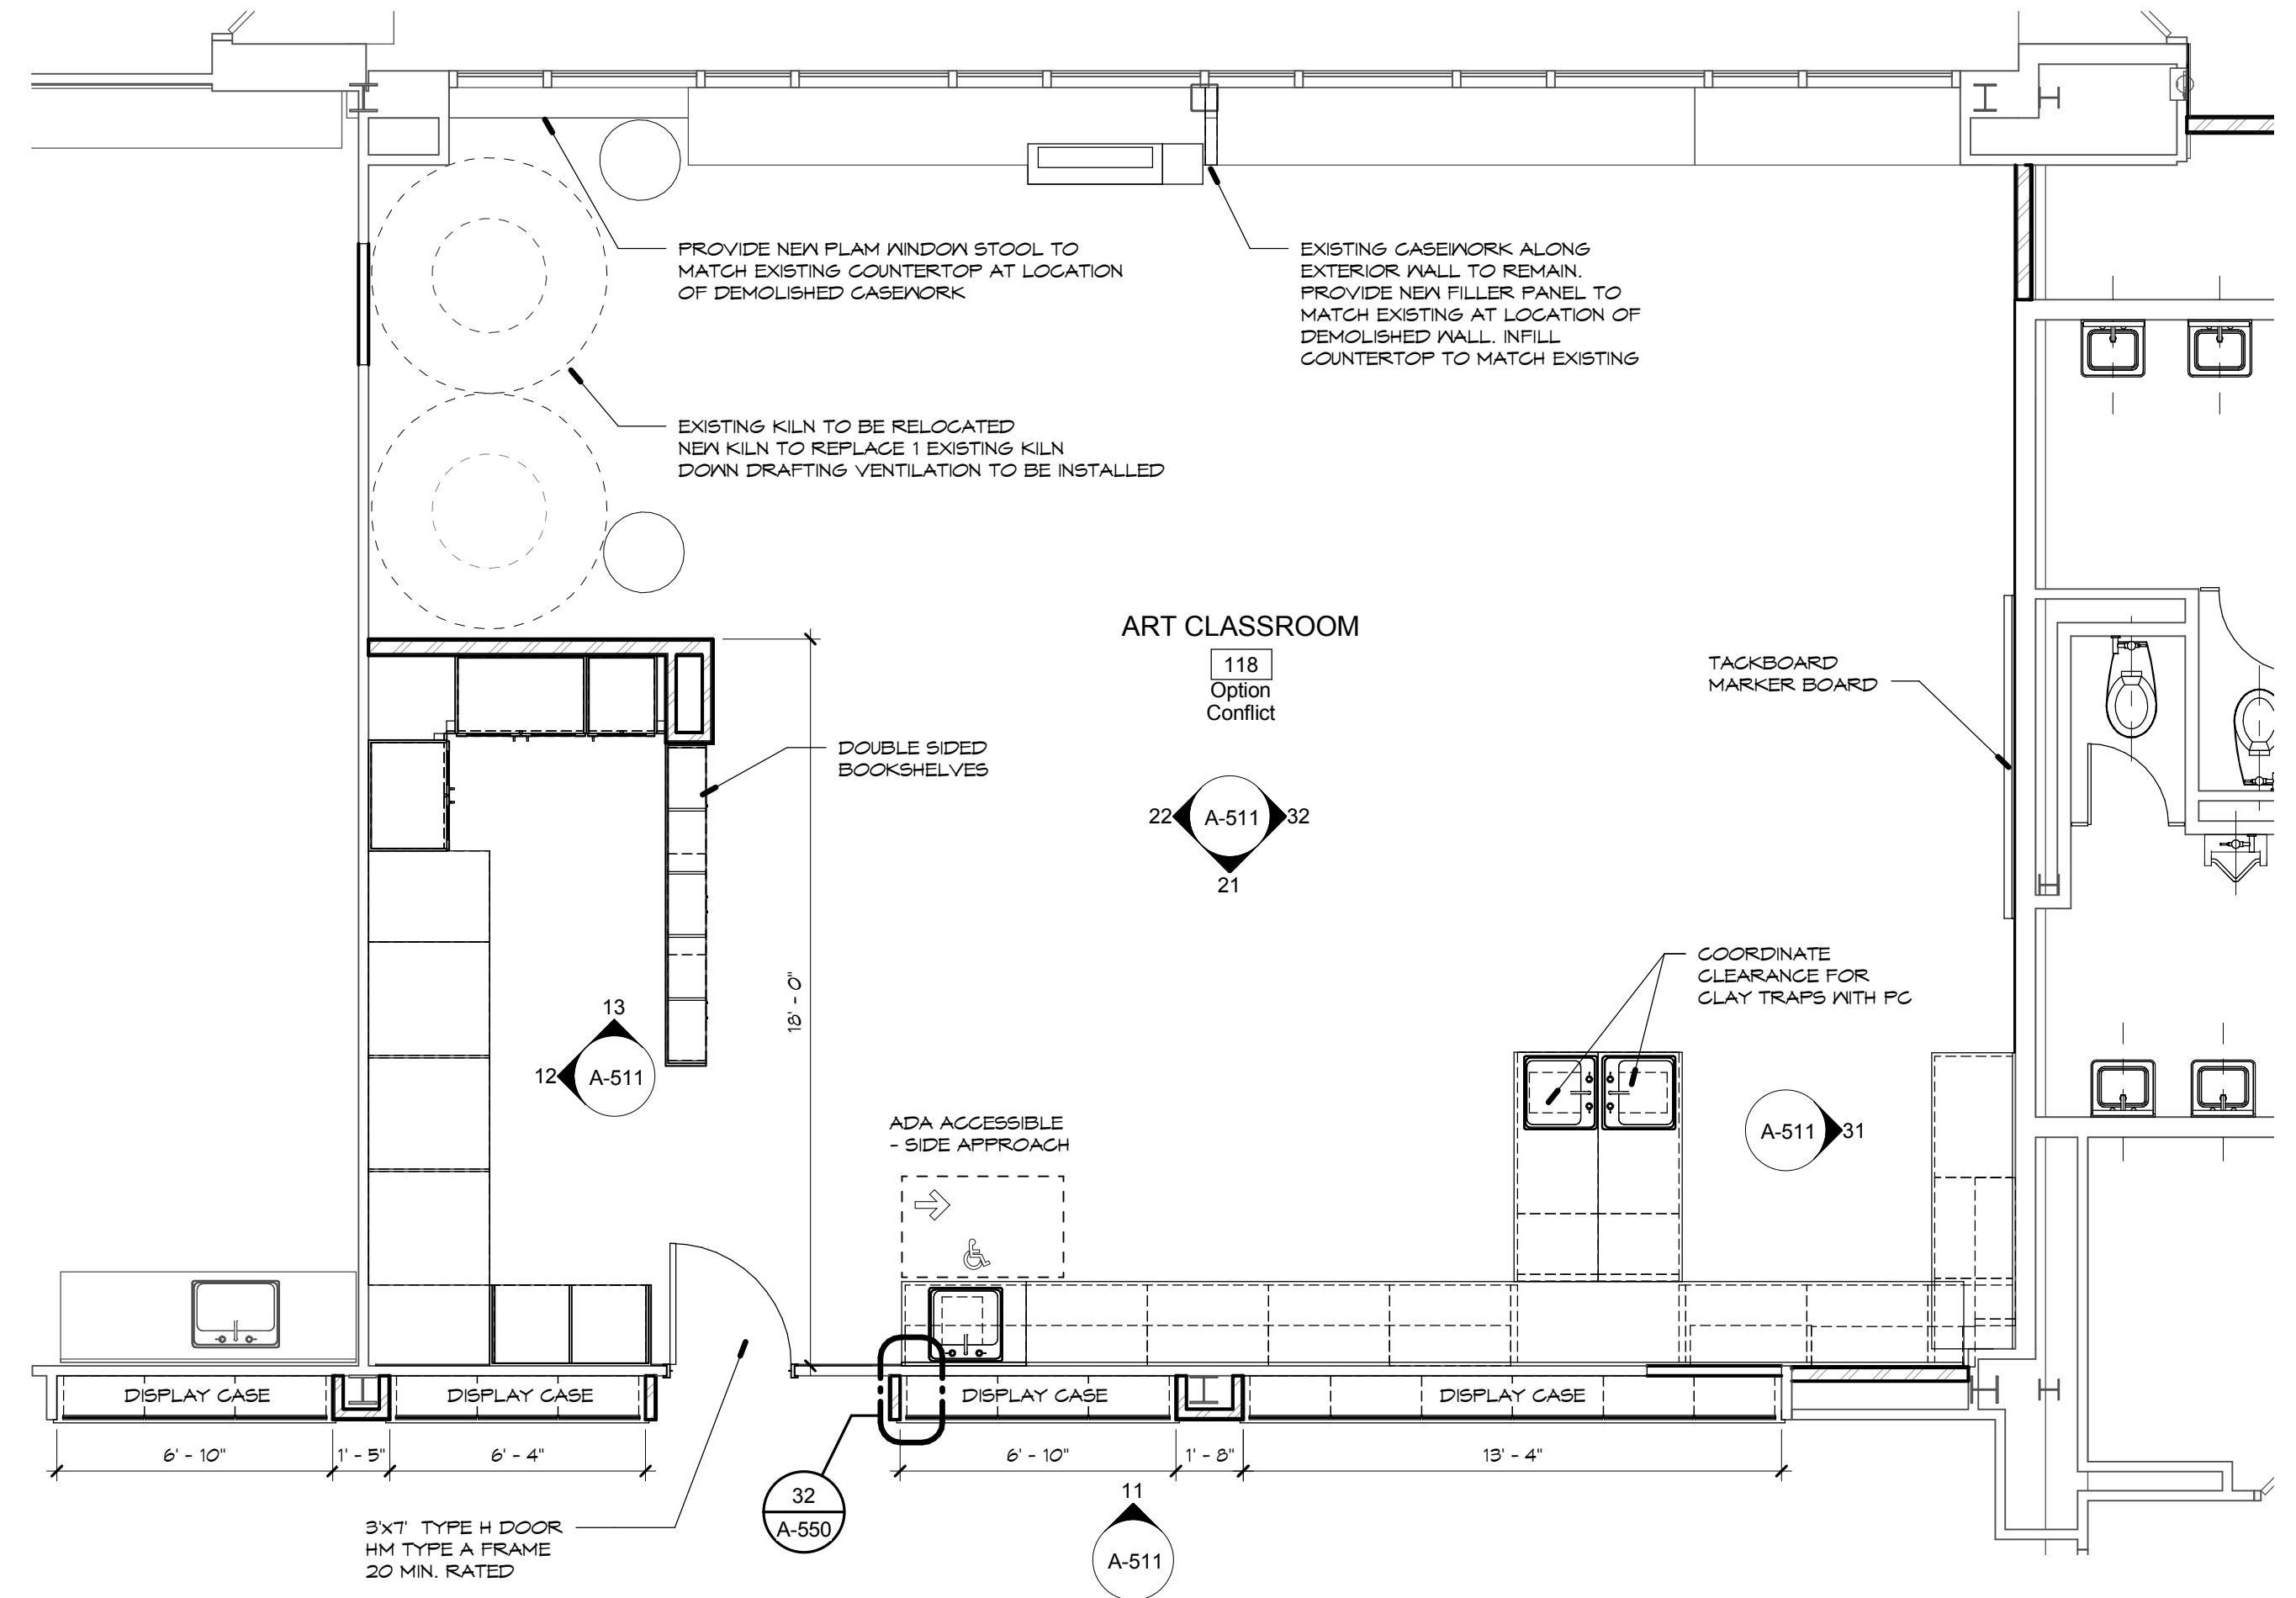 PROVIDE NEW PLAM WINDOW STOOL TO
MATCH EXISTING COUNTERTOP AT LOCATION
OF DEMOLISHED CASEWORK
EXISTING CASEWORK ALONG
EXTERIOR WALL TO REMAIN.
PROVIDE NEW FILLER PANEL TO
MATCH EXISTING AT LOCATION OF
DEMOLISHED WALL. INFILL
COUNTERTOP TO MATCH EXISTING
EXISTING KILN TO BE RELOCATED
NEW KILN TO REPLACE 1 EXISTING KILN
DOWN DRAFTING VENTILATION TO BE INSTALLED
ART CLASSROOM
118
Option
Conflict
TACKBOARD
MARKER BOARD
DOUBLE SIDED
BOOKSHELVES
22
A-511
32
21
COORDINATE
CLEARANCE FOR
CLAY TRAPS WITH PC
18' - 0"
13
12
A-511
ADA ACCESSIBLE
- SIDE APPROACH
A-511
31
DISPLAY CASE
DISPLAY CASE
DISPLAY CASE
DISPLAY CASE
6' - 10"
1' - 5"
6' - 4"
6' - 10"
1' - 8"
13' - 4"
32
A-550
11
A-511
3'x7' TYPE H DOOR
HM TYPE A FRAME
20 MIN. RATED